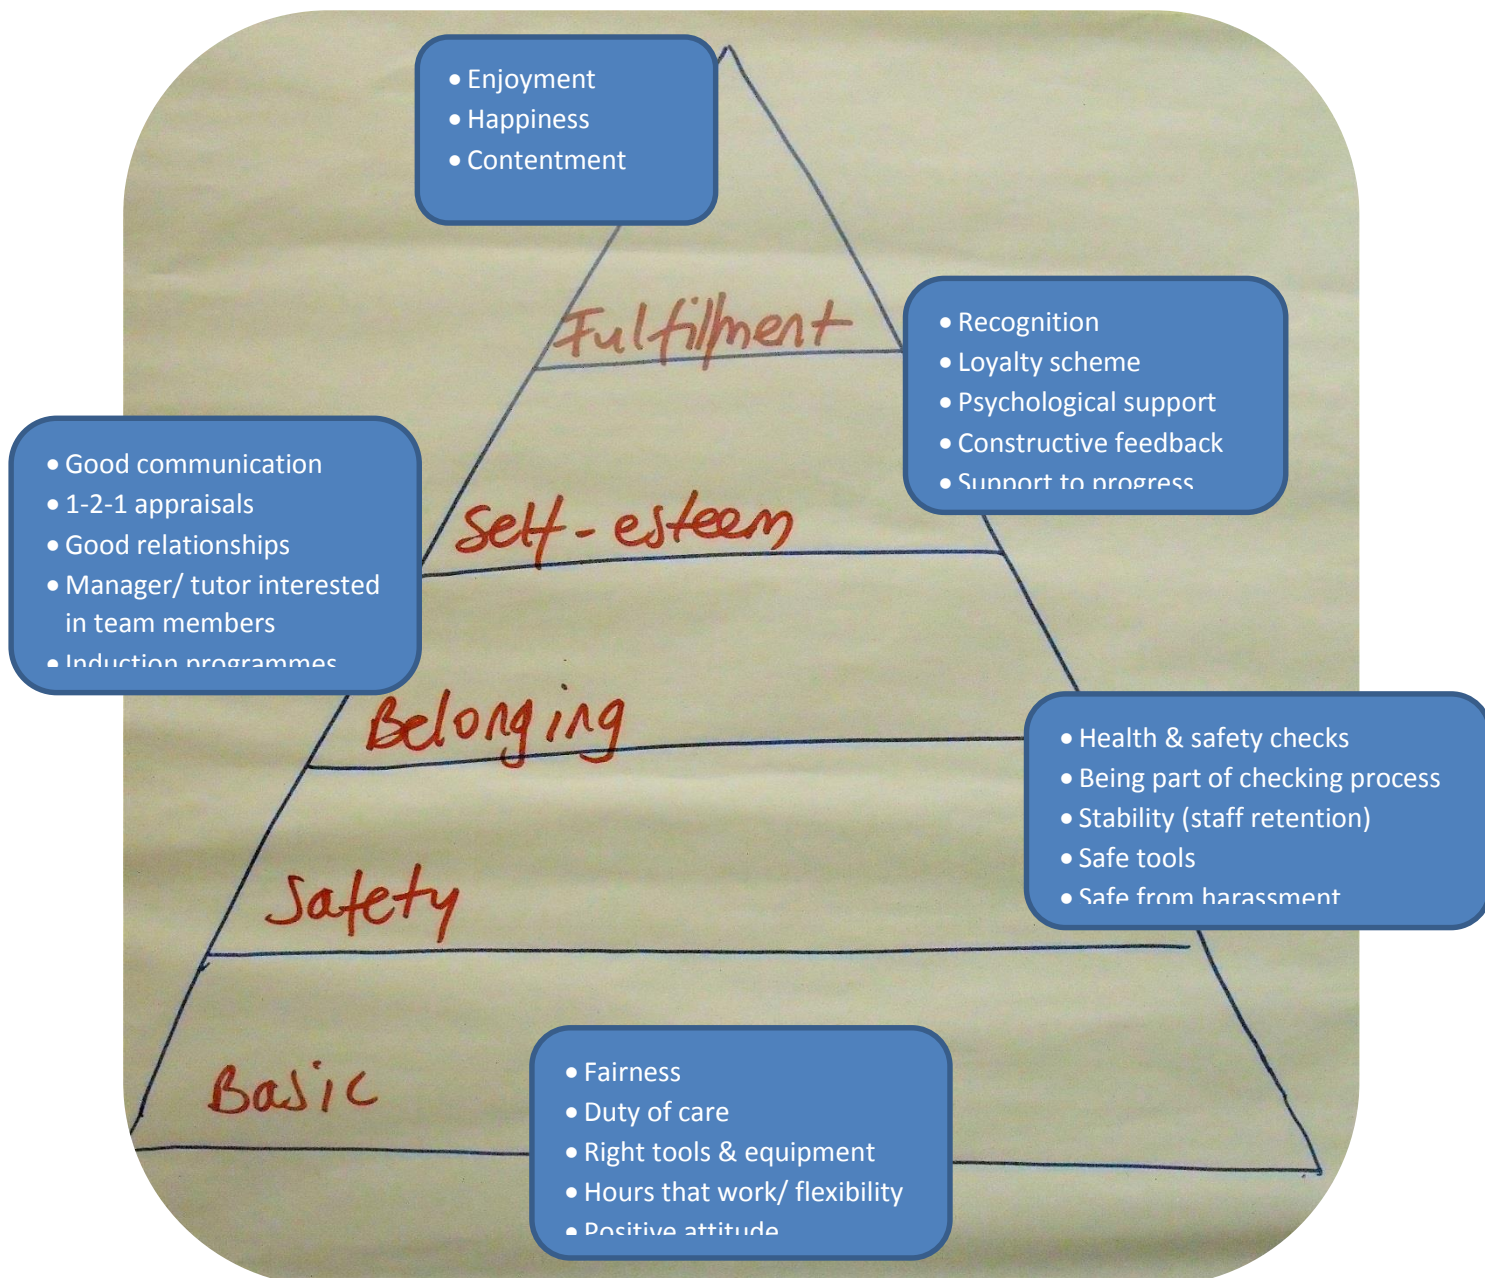 • Enjoyment
• Happiness
• Contentment
Fulfillment
• Recognition
• Loyalty scheme
• Psychological support
• Constructive feedback
• Support to progress
Self-esteem
• Good communication
• 1-2-1 appraisals
• Good relationships
• Manager/ tutor interested
in team members
• Induction programmes
Belonging
• Health & safety checks
• Being part of checking process
• Stability (staff retention)
• Safe tools
• Safe from harassment
Safety
Basic
• Fairness
• Duty of care
• Right tools & equipment
• Hours that work/ flexibility
• Positive attitude